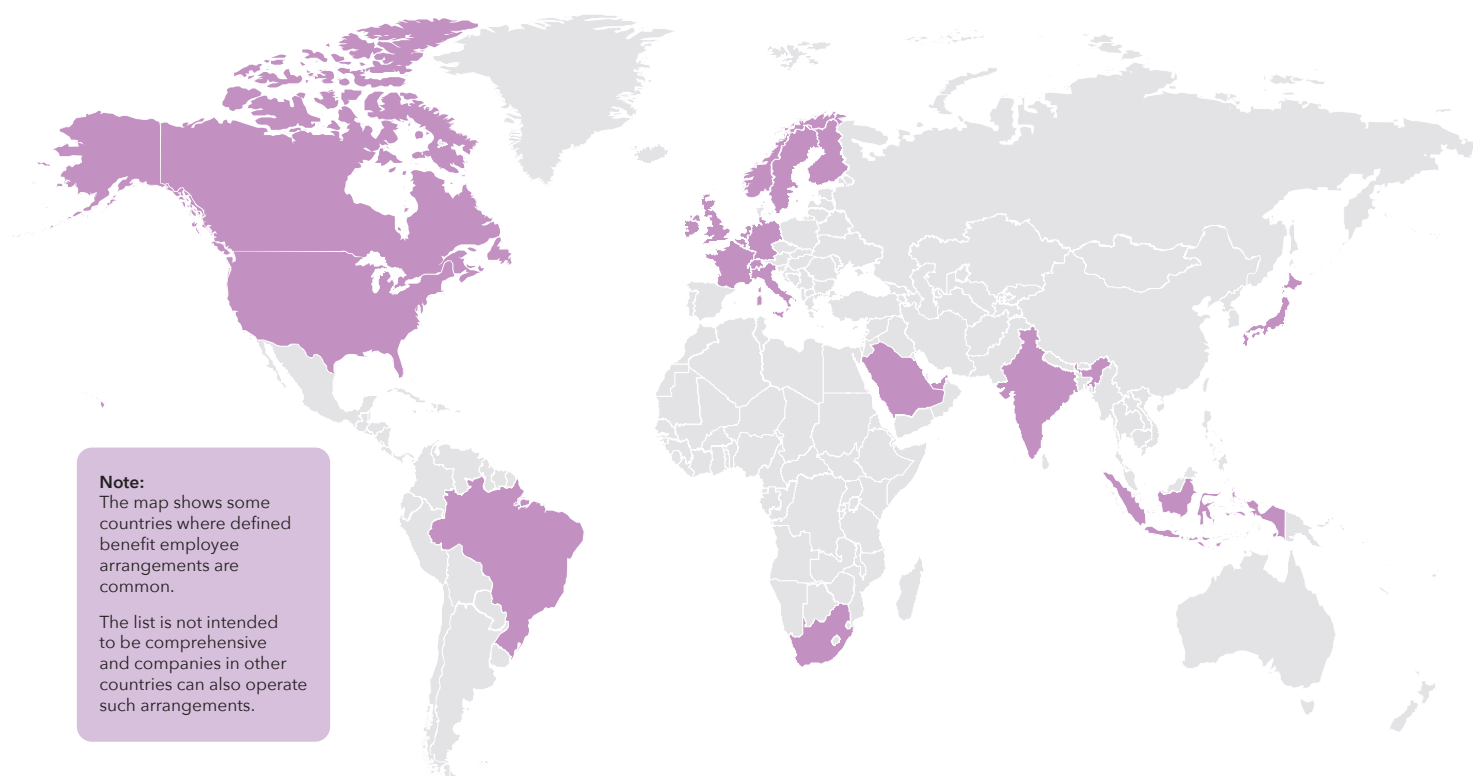 Note:
The map shows some
countries where defined
benefit employee
arrangements are
common.
The list is not intended
to be comprehensive
and companies in other
countries can also operate
such arrangements.